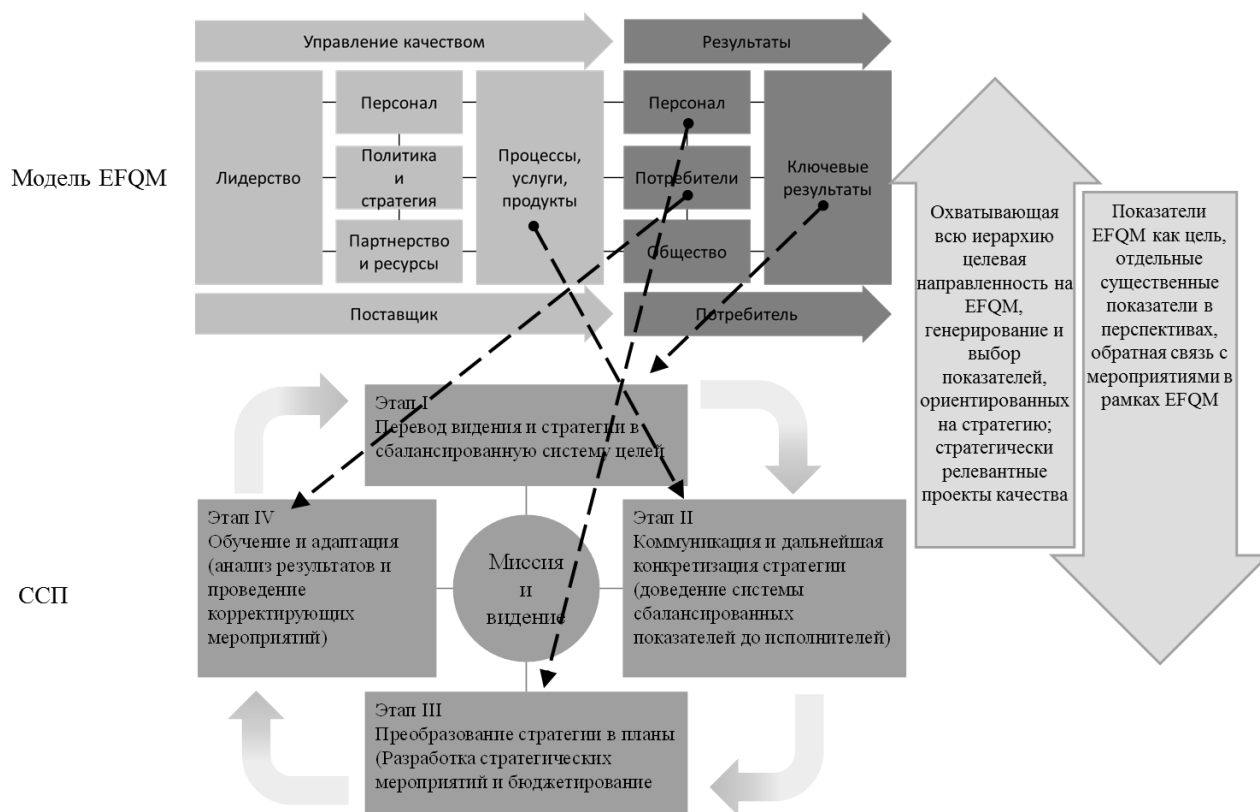 Управление качеством
Результаты
Модель EFQM
Лидерство
Персонал
Политика
и
стратегия
Партнерство
и ресурсы
Процессы,
услуги,
продукты
Персонал
Потребители
Общество
Ключевые
результаты
Поставщик
Потребитель
Охватывающая
всю иерархию
целевая
направленность на
EFQM,
генерирование и
выбор
показателей,
ориентированных
на стратегию;
стратегически
релевантные
проекты качества
Показатели
EFQM как цель,
отдельные
существенные
показатели в
перспективах,
обратная связь с
мероприятиями в
рамках EFQM
ССП
Этап I
Перевод видения и стратегии в
сбалансированную систему целей
Этап IV
Обучение и адаптация
(анализ результатов и
проведение
корректирующих
мероприятий)
Миссия
и
видение
Этап II
Коммуникация и дальнейшая
конкретизация стратегии
(доведение системы
сбалансированных
показателей до исполнителей)
Этап III
Преобразование стратегии в планы
(Разработка стратегических
мероприятий и бюджетирование